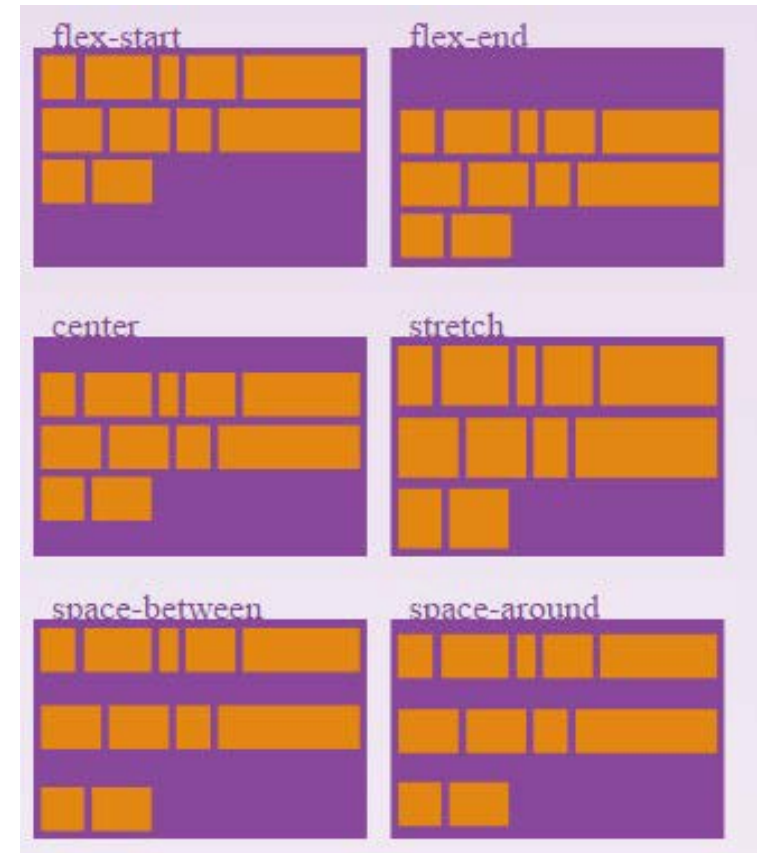 flex-start
flex-end
center
stretch
space-between
space-around